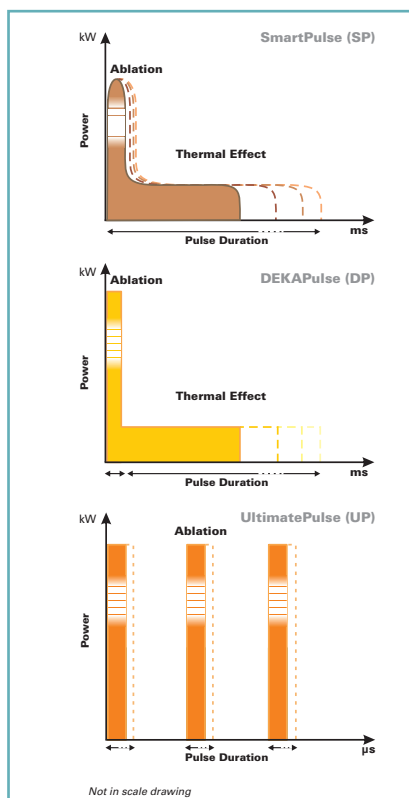 kW
SmartPulse (SP)
Ablation
Power
Thermal Effect
ms
Pulse Duration
kW
DEKAPulse (DP)
Ablation
Power
Thermal Effect
ms
Pulse Duration
kW
UltimatePulse (UP)
Ablation
Power
µs
Pulse Duration
Not in scale drawing